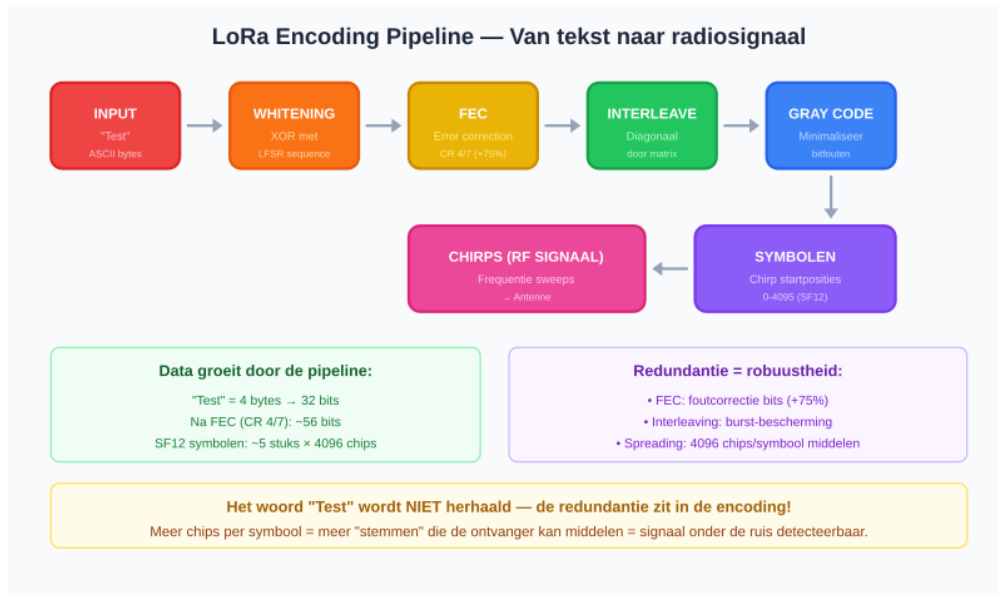 LoRa Encoding Pipeline — Van tekst naar radiosignaal
INPUT
"Test"
ASCII bytes
WHITENING
XOR met
LFSR sequence
FEC
Error correction
CR 4/7 (+75%)
INTERLEAVE
Diagonaal
door matrix
GRAY CODE
Minimaliseer
bitfouten
CHIRPS (RF SIGNAAL)
Frequentie sweeps
→ Antenne
SYMBOLEN
Chirp startposities
0-4095 (SF12)
Data groeit door de pipeline:
"Test" = 4 bytes → 32 bits
Na FEC (CR 4/7): ~56 bits
SF12 symbolen: ~5 stuks × 4096 chips
Redundantie = robuustheid:
• FEC: foutcorrectie bits (+75%)
• Interleaving: burst-bescherming
• Spreading: 4096 chips/symbool middelen
Het woord "Test" wordt NIET herhaald — de redundantie zit in de encoding!
Meer chips per symbool = meer "stemmen" die de ontvanger kan middelen = signaal onder de ruis detecteerbaar.